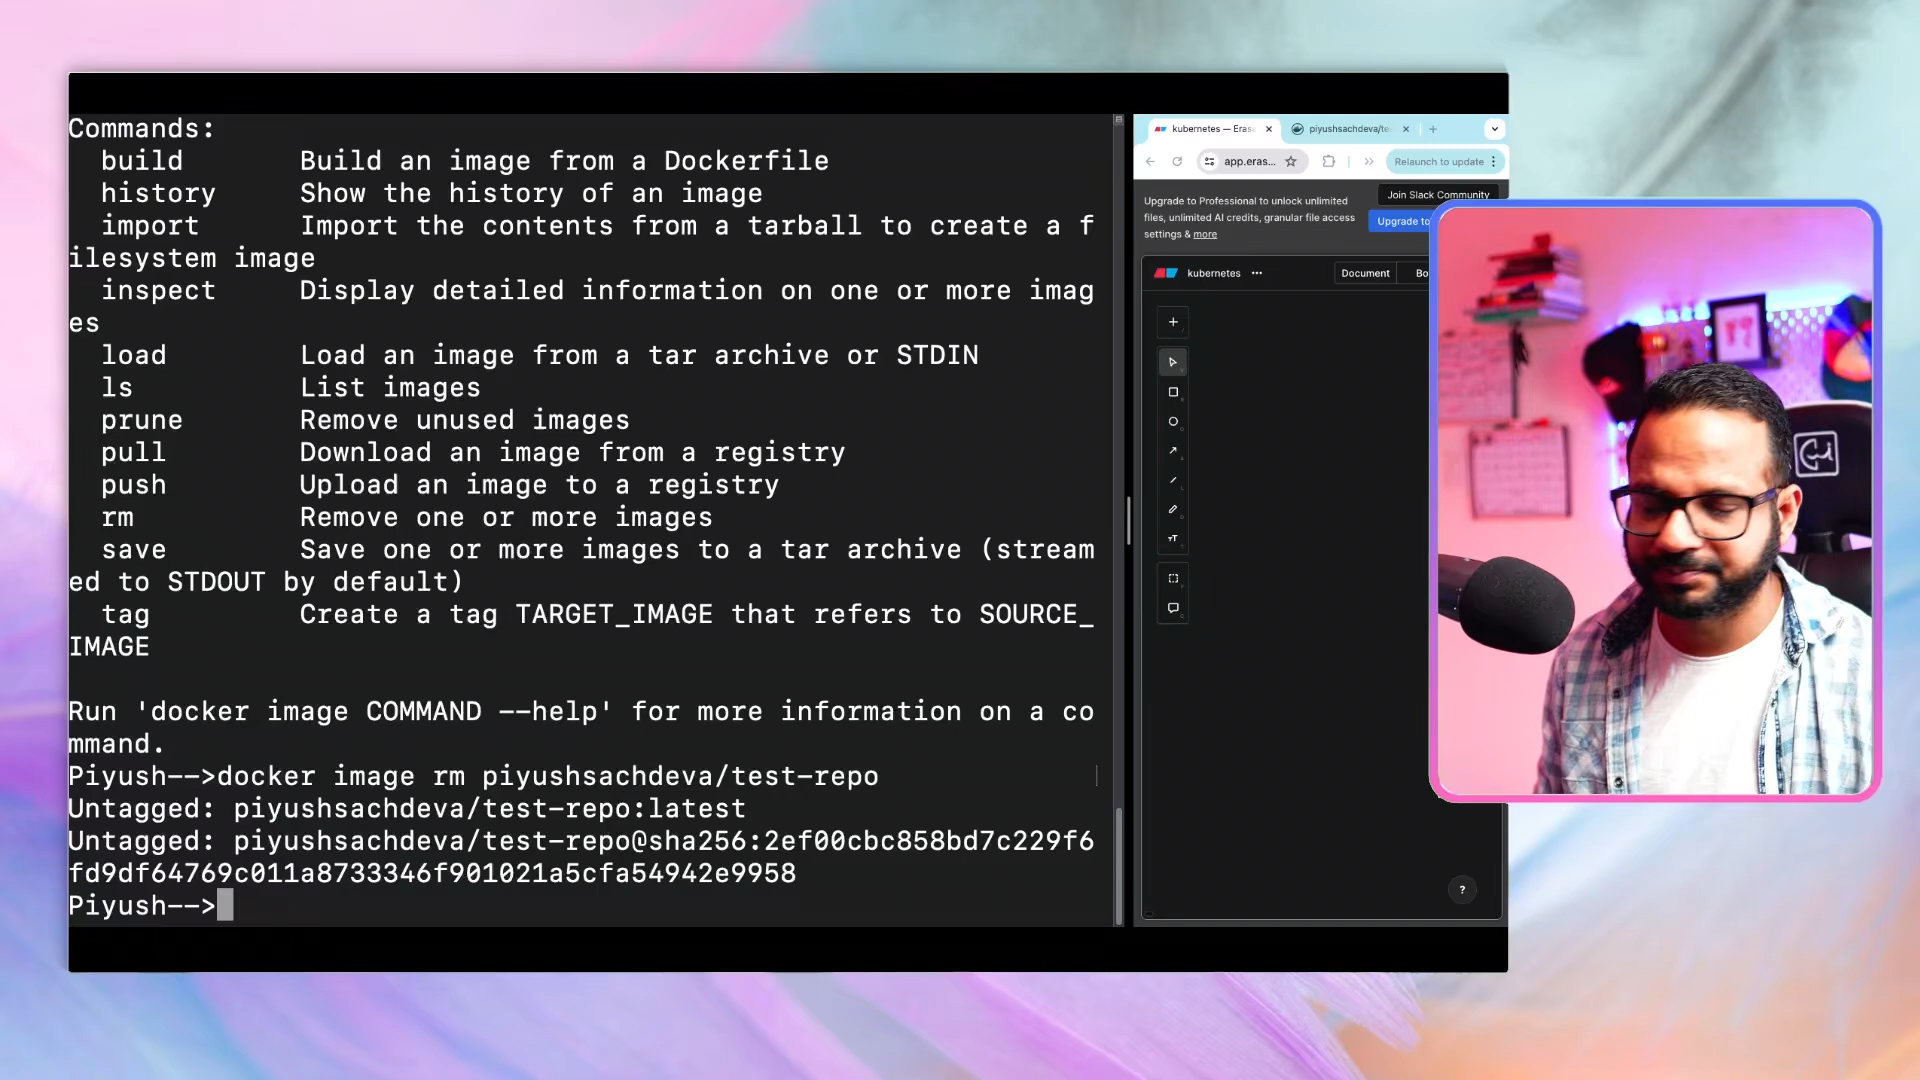 Commands:
build Build an image from a Dockerfile
history Show the history of an image
import Import the contents from a tarball to create a f
ilesystem image
inspect Display detailed information on one or more imag
es
load Load an image from a tar archive or STDIN
ls List images
prune Remove unused images
pull Download an image from a registry
push Upload an image to a registry
rm Remove one or more images
save Save one or more images to a tar archive (stream
ed to STDOUT by default)
tag Create a tag TARGET_IMAGE that refers to SOURCE_
IMAGE
Run 'docker image COMMAND --help' for more information on a co
mmand.
Piyush-->docker image rm piyushsachdeva/test-repo
Untagged: piyushsachdeva/test-repo:latest
Untagged: piyushsachdeva/test-repo@sha256:2ef00cbc858bd7c229f6
fd9df64769c011a8733346f901021a5cfa54942e9958
Piyush-->
kubernetes — Eras
piyushsachdeva/te
app.eras...
Relaunch to update
Upgrade to Professional to unlock unlimited
files, unlimited AI credits, granular file access
settings & more
Join Slack Community
Upgrade to
kubernetes
Document
Bo
?